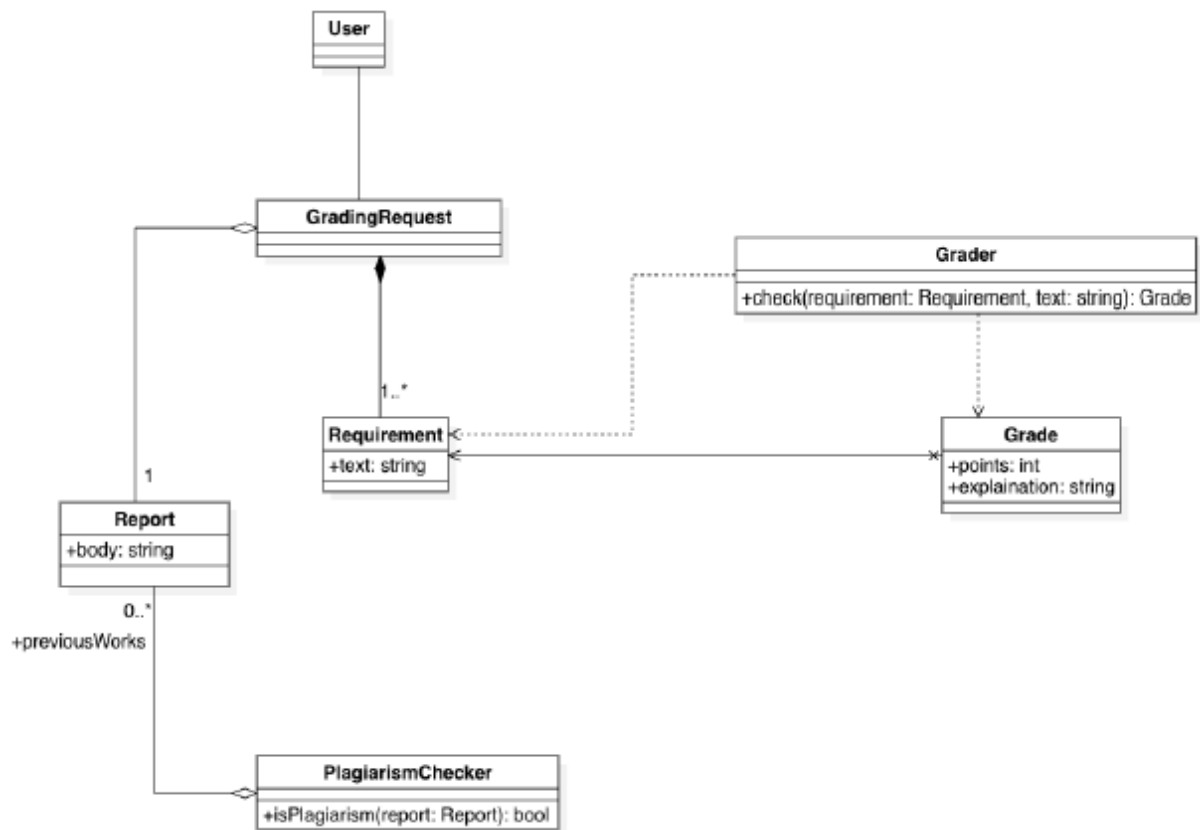 User
GradingRequest
Grader
+check(requirement: Requirement, text: string): Grade
1..*
Requirement
+text: string
Grade
+points: int
+explaination: string
1
Report
+body: string
0..*
+previousWorks
PlagiarismChecker
+isPlagiarism(report: Report): bool